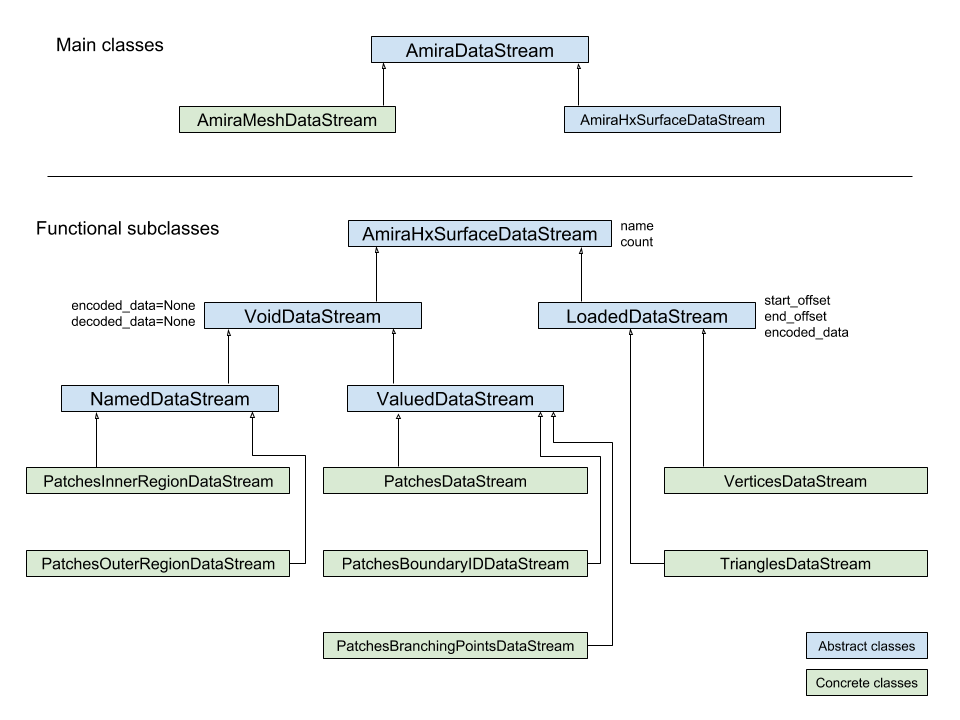 Main classes
AmiraDataStream
AmiraMeshDataStream
AmiraHxSurfaceDataStream
Functional subclasses
AmiraHxSurfaceDataStream
name
count
encoded_data=None
decoded_data=None
VoidDataStream
LoadedDataStream
start_offset
end_offset
encoded_data
NamedDataStream
ValuedDataStream
PatchesInnerRegionDataStream
PatchesDataStream
VerticesDataStream
PatchesOuterRegionDataStream
PatchesBoundaryIDDataStream
TrianglesDataStream
PatchesBranchingPointsDataStream
Abstract classes
Concrete classes